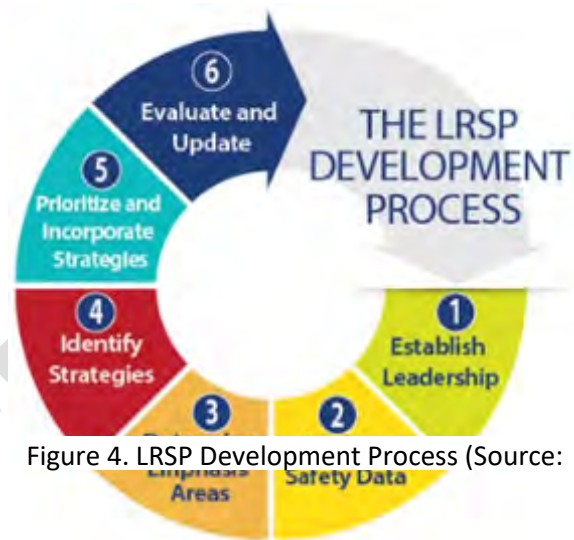 THE LRSP
DEVELOPMENT
PROCESS
1
Establish
Leadership
2
Safety Data
3
Emphasis
Areas
4
Identify
Strategies
5
Prioritize and
Incorporate
Strategies
6
Evaluate and
Update
Figure 4. LRSP Development Process (Source: